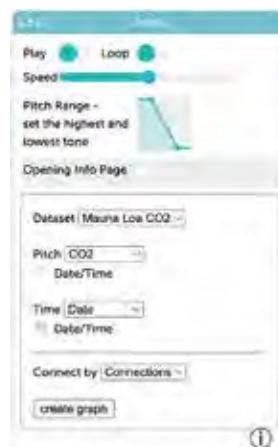 Play Loop
Speed
Pitch Range -
set the highest and
lowest tone
Opening Info Page
Dataset Mauna Loa CO2
Pitch CO2
Date/Time
Time Date
Date/Time
Connect by Connections
create graph